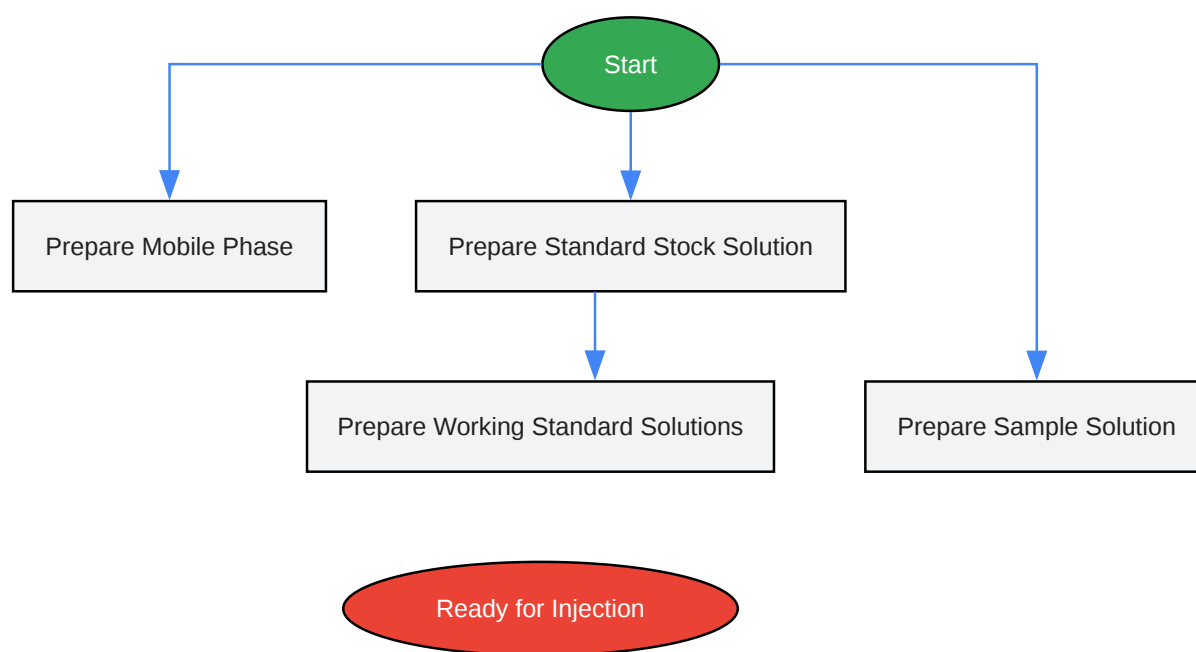 Start
Prepare Mobile Phase
Prepare Standard Stock Solution
Prepare Working Standard Solutions
Prepare Sample Solution
Ready for Injection